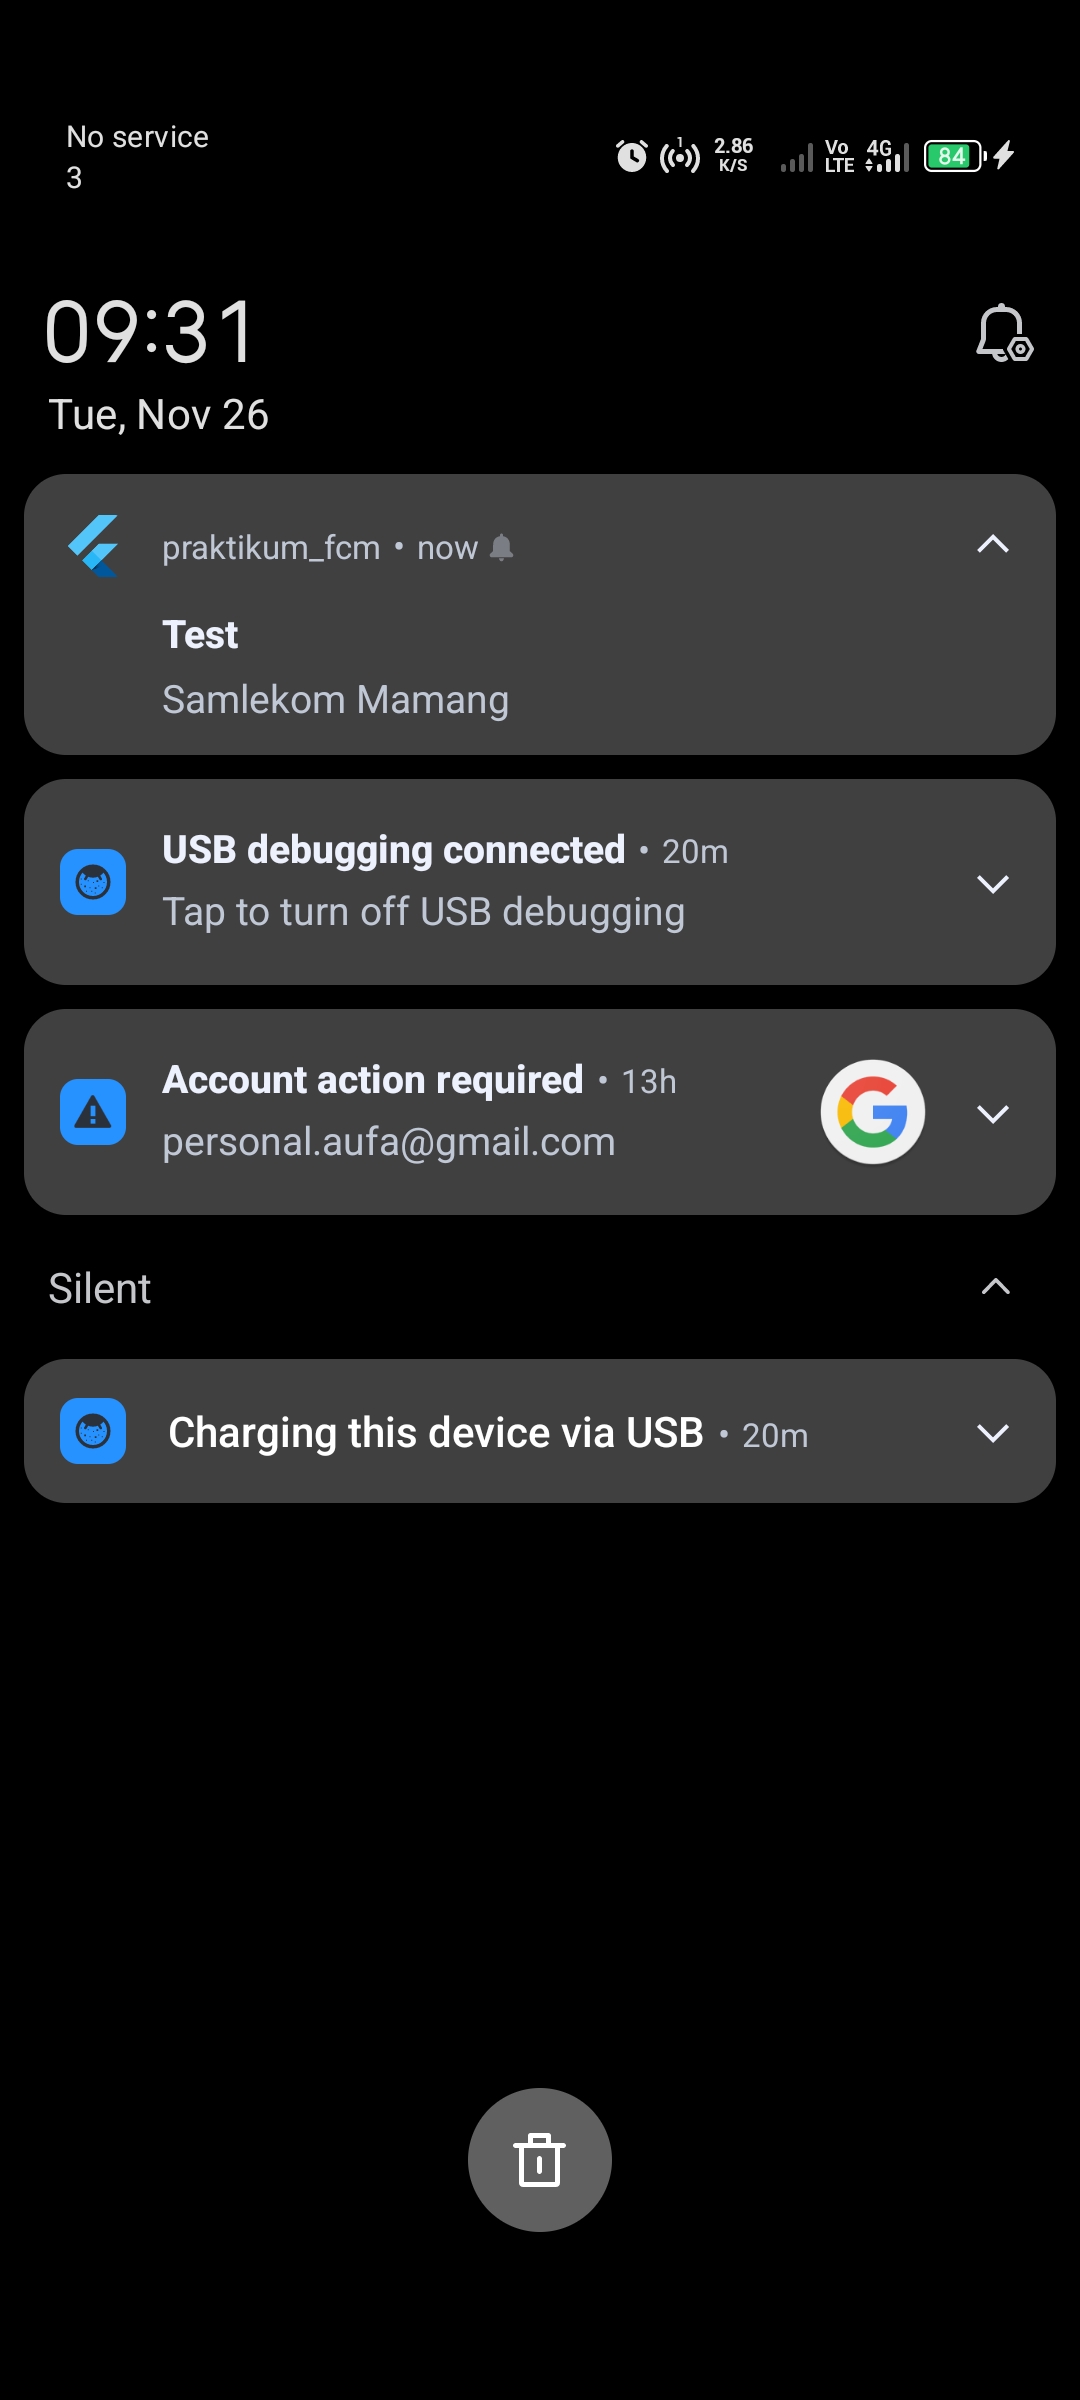 No service
3
1
2.86
K/S
Vo
LTE
4G
84
09:31
Tue, Nov 26
praktikum_fcm • now
Test
Samlekom Mamang
USB debugging connected • 20m
Tap to turn off USB debugging
Account action required • 13h
personal.aufa@gmail.com
Silent
Charging this device via USB • 20m